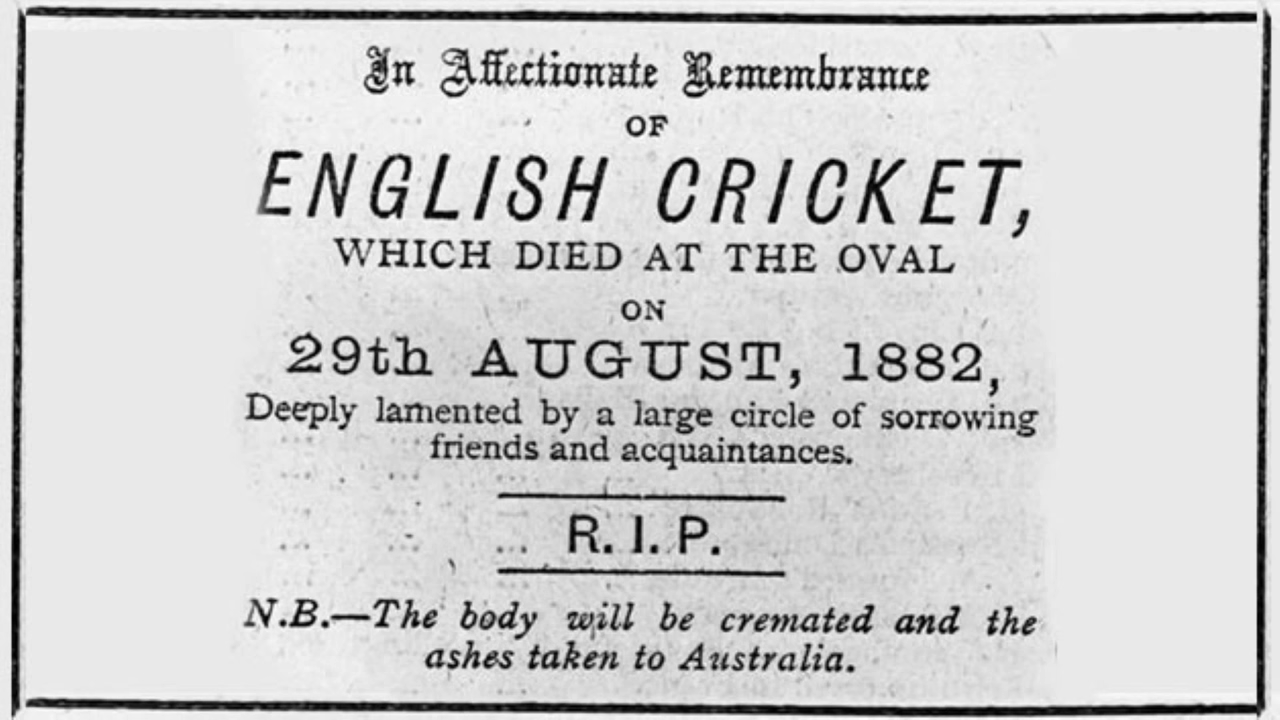 In Affectionate Remembrance
OF
ENGLISH CRICKET,
WHICH DIED AT THE OVAL
ON
29th AUGUST, 1882,
Deeply lamented by a large circle of sorrowing
friends and acquaintances.
R. I. P.
N.B.—The body will be cremated and the
ashes taken to Australia.